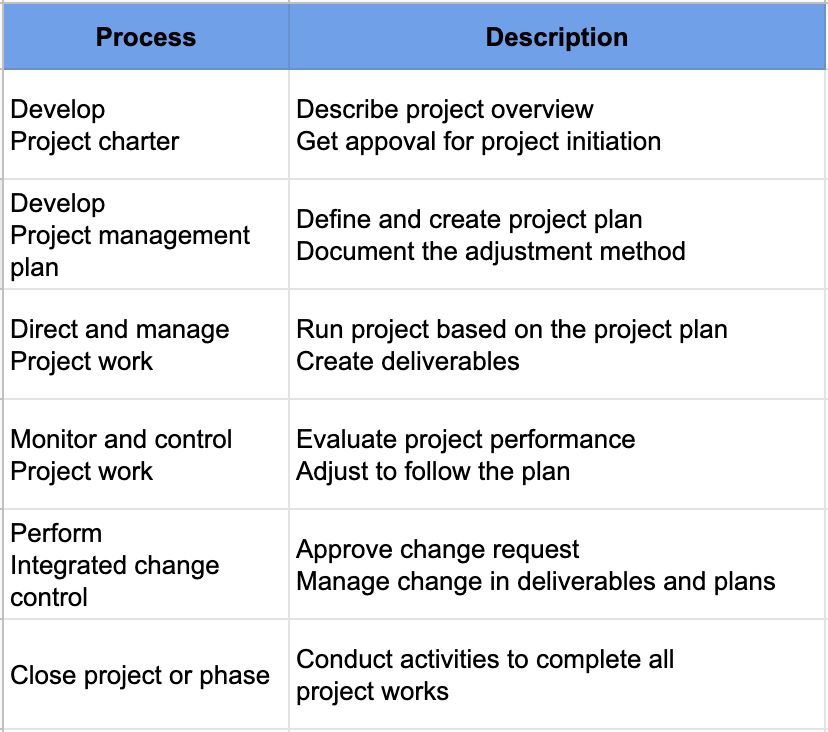 Process
Description
Develop
Project charter
Describe project overview
Get appoval for project initiation
Develop
Project management
plan
Define and create project plan
Document the adjustment method
Direct and manage
Project work
Run project based on the project plan
Create deliverables
Monitor and control
Project work
Evaluate project performance
Adjust to follow the plan
Perform
Integrated change
control
Approve change request
Manage change in deliverables and plans
Close project or phase
Conduct activities to complete all
project works